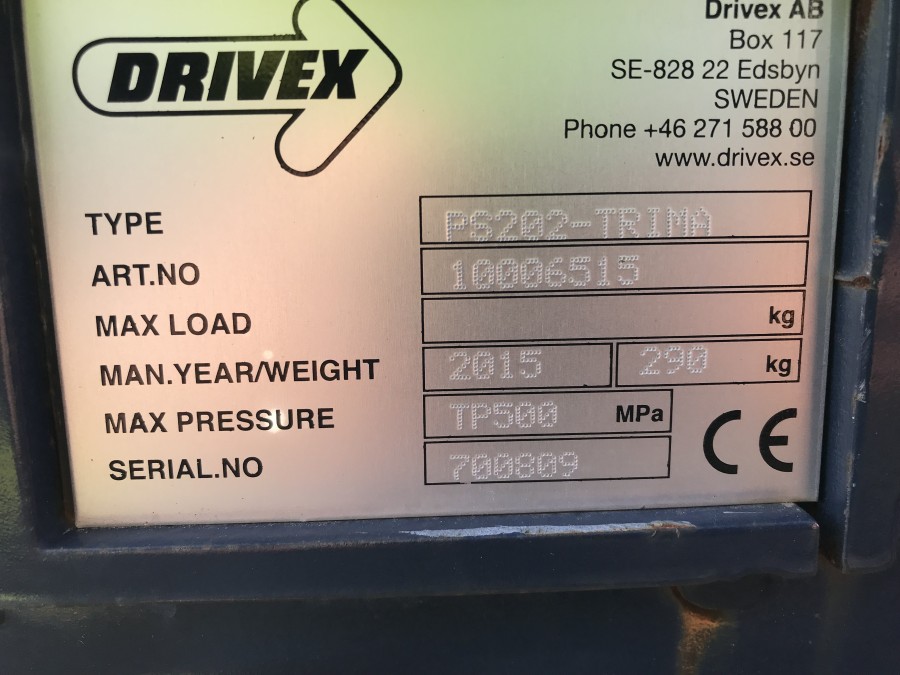 DRIVEX
Drivex AB
Box 117
SE-828 22 Edsbyn
SWEDEN
Phone +46 271 588 00
www.drivex.se
TYPE PS202-TRIMA
ART.NO 10006515
MAX LOAD kg
MAN.YEAR/WEIGHT 2015 290 kg
MAX PRESSURE TP500 MPa
SERIAL.NO 700809
CE